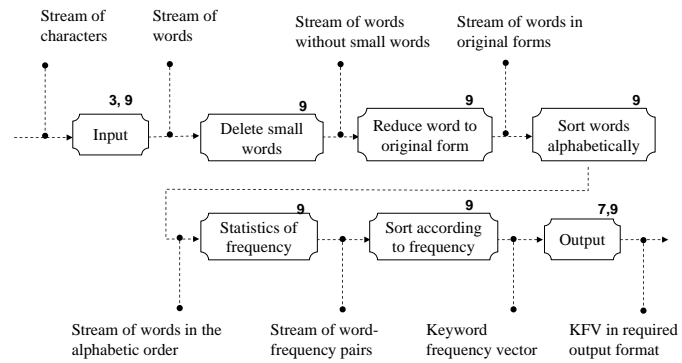 Stream of
characters
Stream of
words
Stream of words
without small words
Stream of words in
original forms
3, 9
Input
9
Delete small
words
9
Reduce word to
original form
9
Sort words
alphabetically
9
Statistics of
frequency
9
Sort according
to frequency
7,9
Output
Stream of words in the
alphabetic order
Stream of word-
frequency pairs
Keyword
frequency vector
KFV in required
output format